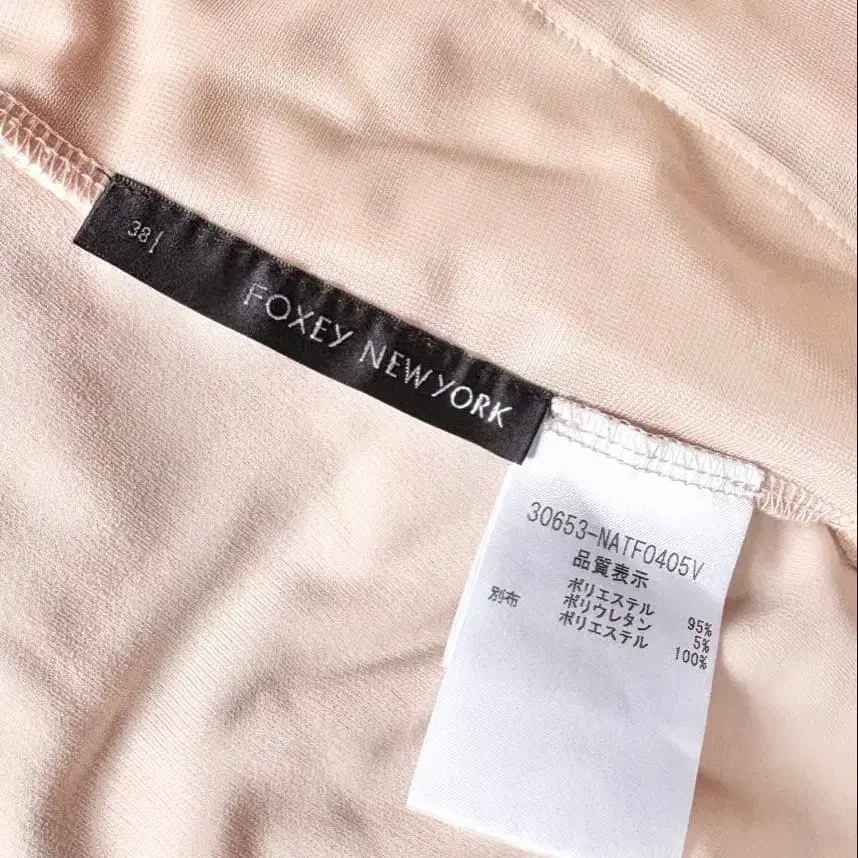 38
FOXEY NEW YORK
30653-NATF0405V
品質表示
ポリエステル 95%
ポリウレタン 5%
別布 ポリエステル 100%